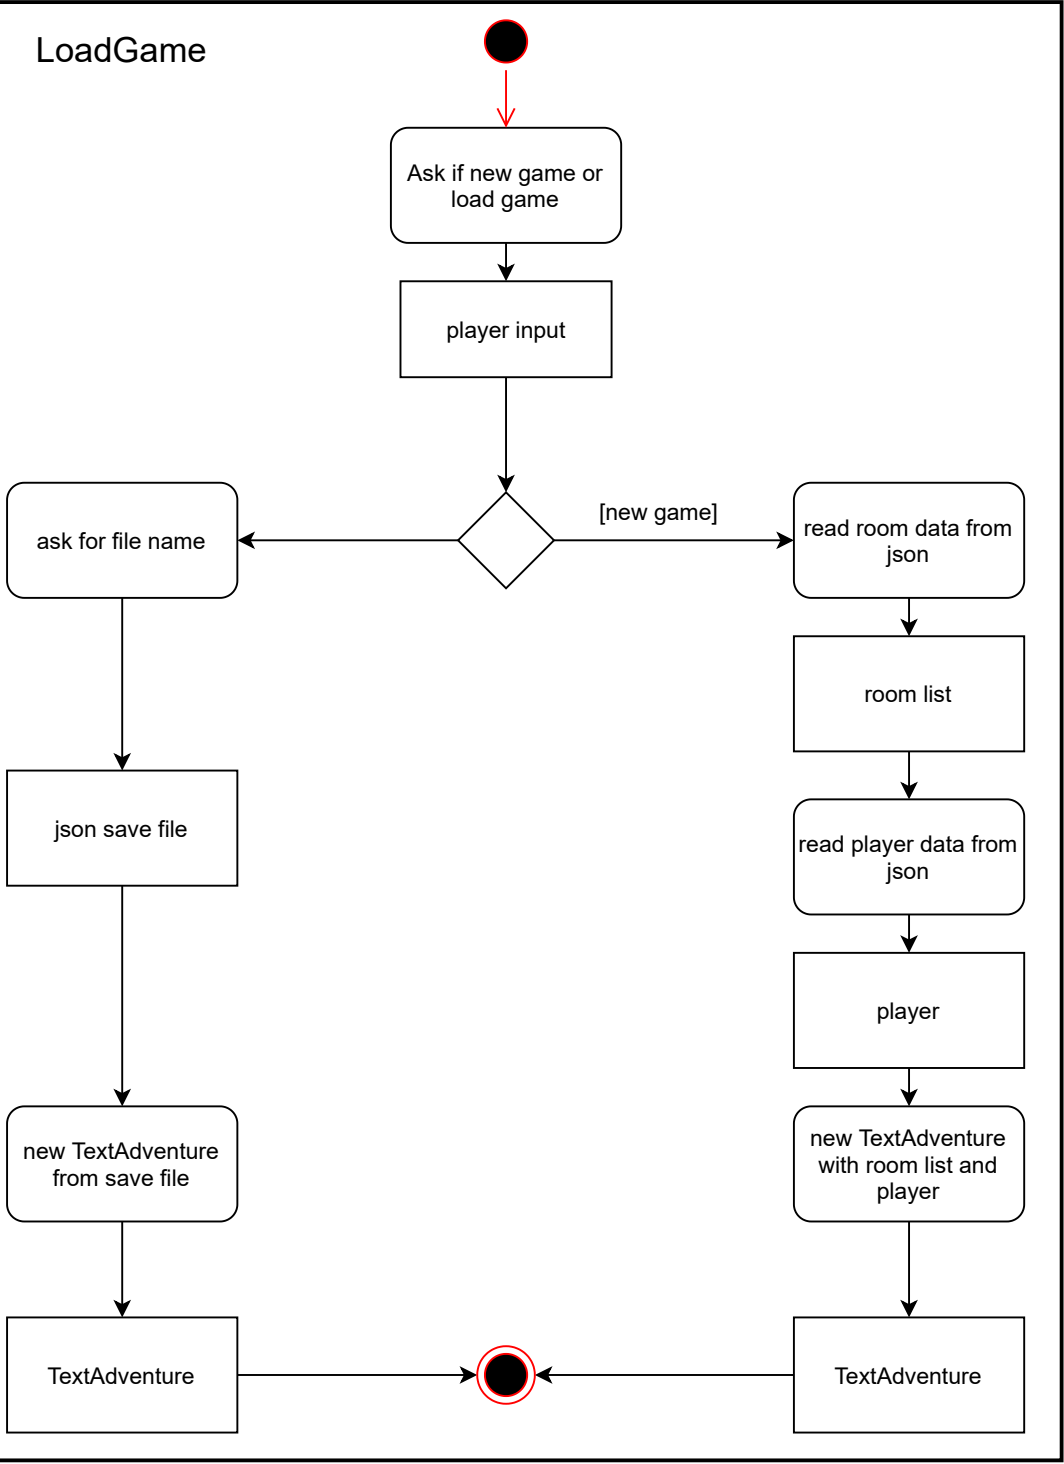 LoadGame
Ask if new game or
load game
player input
[new game]
ask for file name
read room data from
json
room list
json save file
read player data from
json
player
new TextAdventure
from save file
new TextAdventure
with room list and
player
TextAdventure
TextAdventure